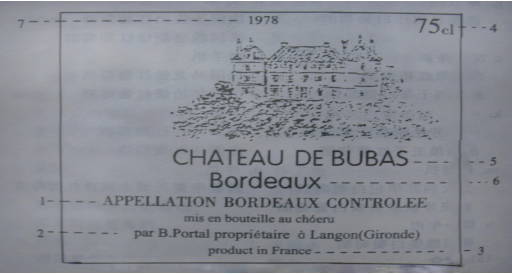 7 1978 75cl 4
CHATEAU DE BUBAS 5
Bordeaux 6
1 APPELLATION BORDEAUX CONTROLEE
mis en bouteille au chóeru
2 par B.Portal propriétaire à Langon(Gironde)
product in France 3